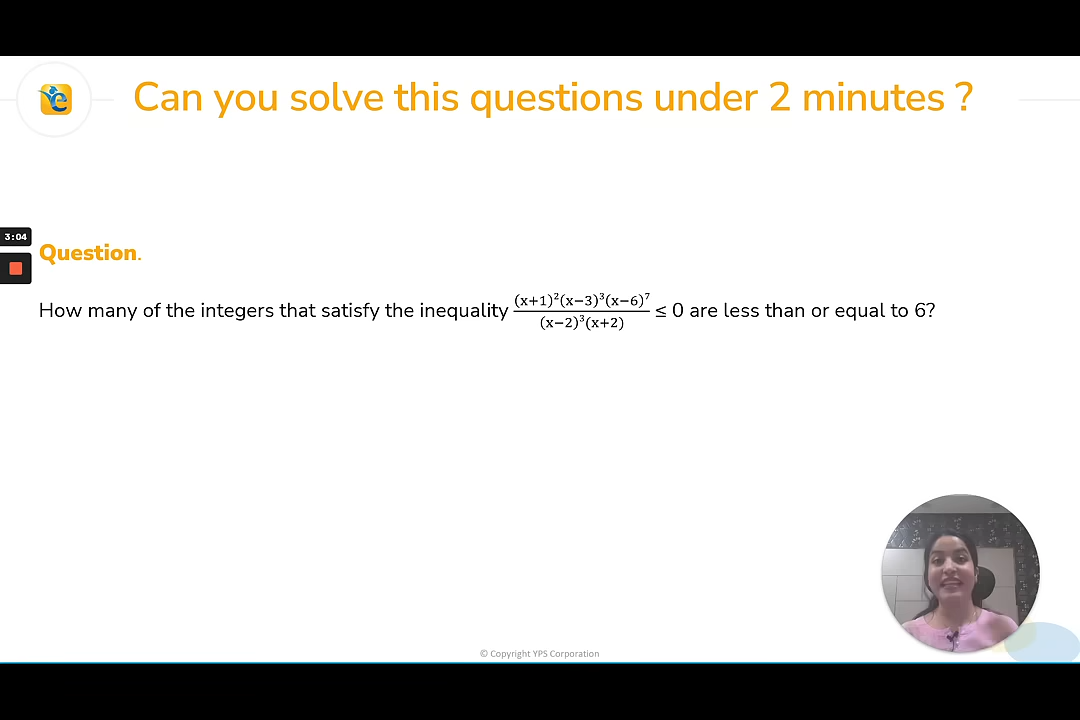 Can you solve this questions under 2 minutes ?
3:04
Question.
How many of the integers that satisfy the inequality (x+1)²(x−3)³(x−6)⁷ / (x−2)³(x+2) ≤ 0 are less than or equal to 6?
© Copyright YPS Corporation